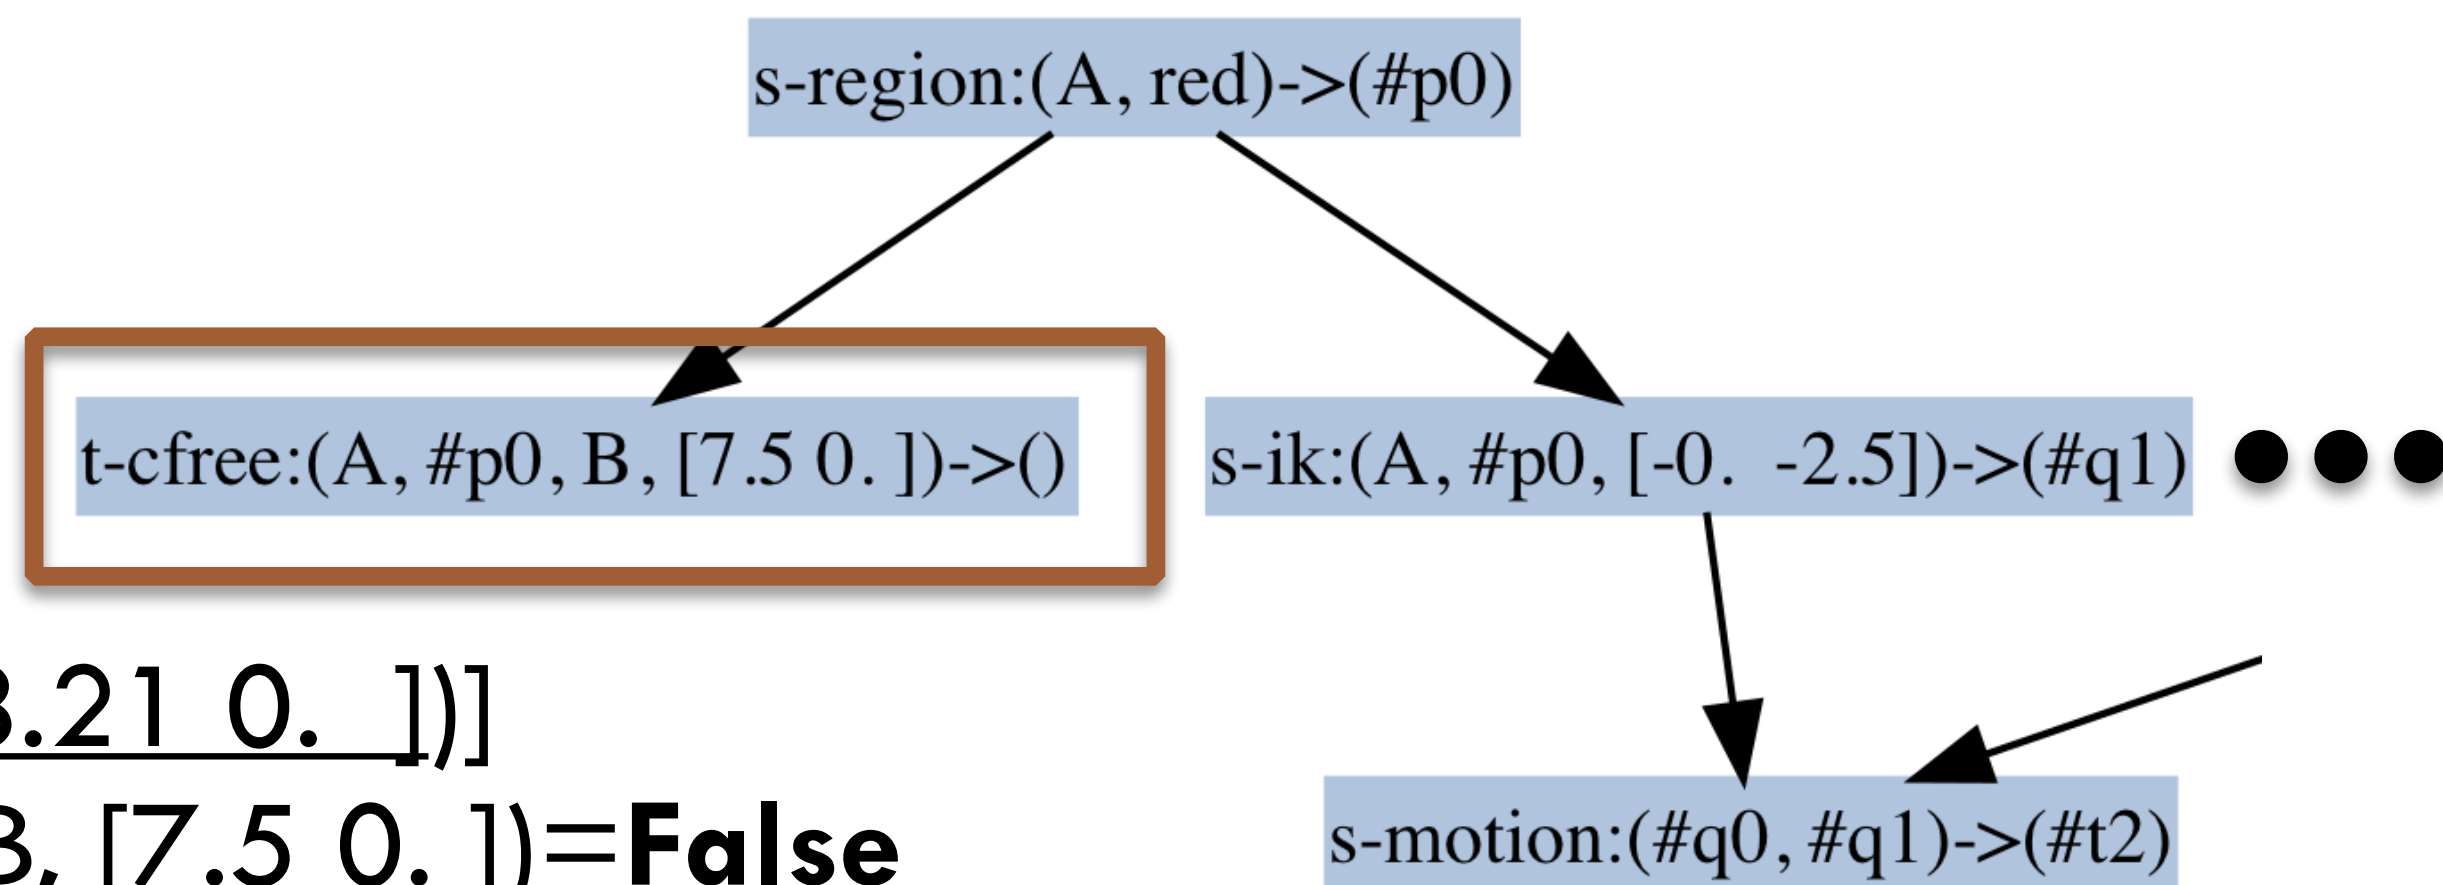 s-region:(A, red)->(#p0)
t-cfree:(A, #p0, B, [7.5 0. ])->()
s-ik:(A, #p0, [-0.  -2.5])->(#q1)
.21 0.  ])]
B, [7.5 0. ])=False
s-motion:(#q0, #q1)->(#t2)